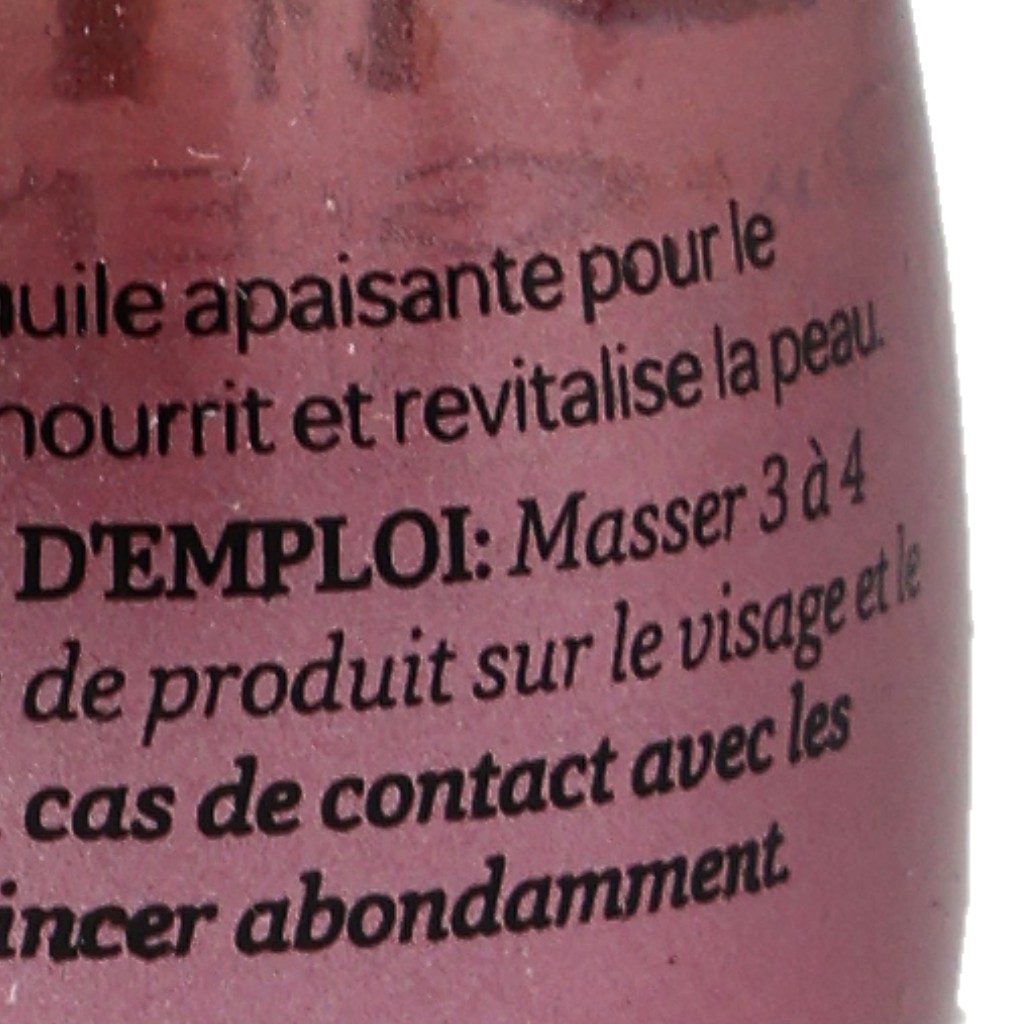 huile apaisante pour le
nourrit et revitalise la peau.
D'EMPLOI: Masser 3 à 4
de produit sur le visage et le
cas de contact avec les
incer abondamment.